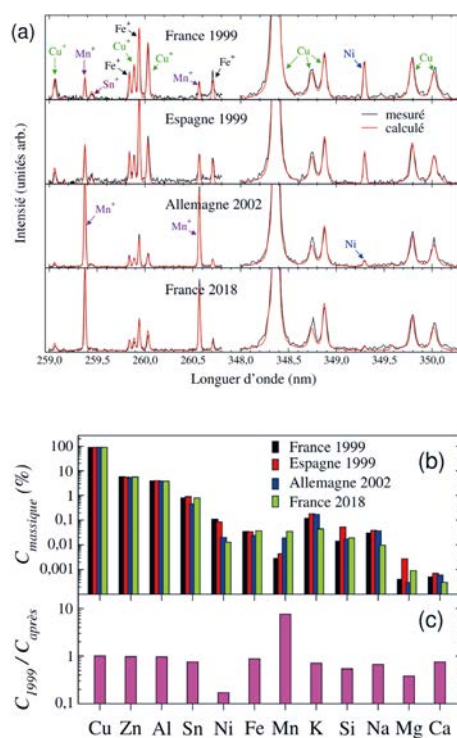 (a)
France 1999
Cu⁺
Mn⁺
Sn⁺
Fe⁺
Cu⁺
Fe⁺
Cu⁺
Mn⁺
Fe⁺
Cu
Ni
Cu
Espagne 1999
mesuré
calculé
Allemagne 2002
Mn⁺
Mn⁺
Ni
France 2018
Intensié (unités arb.)
259,0 259,5 260,0 260,5 348,0 348,5 349,0 349,5 350,0
Longuer d'onde (nm)
(b)
C massique (%)
100
10
1
0,1
0,01
0,001
France 1999
Espagne 1999
Allemagne 2002
France 2018
(c)
C1999 / Caprès
10
1
0,1
Cu Zn Al Sn Ni Fe Mn K Si Na Mg Ca